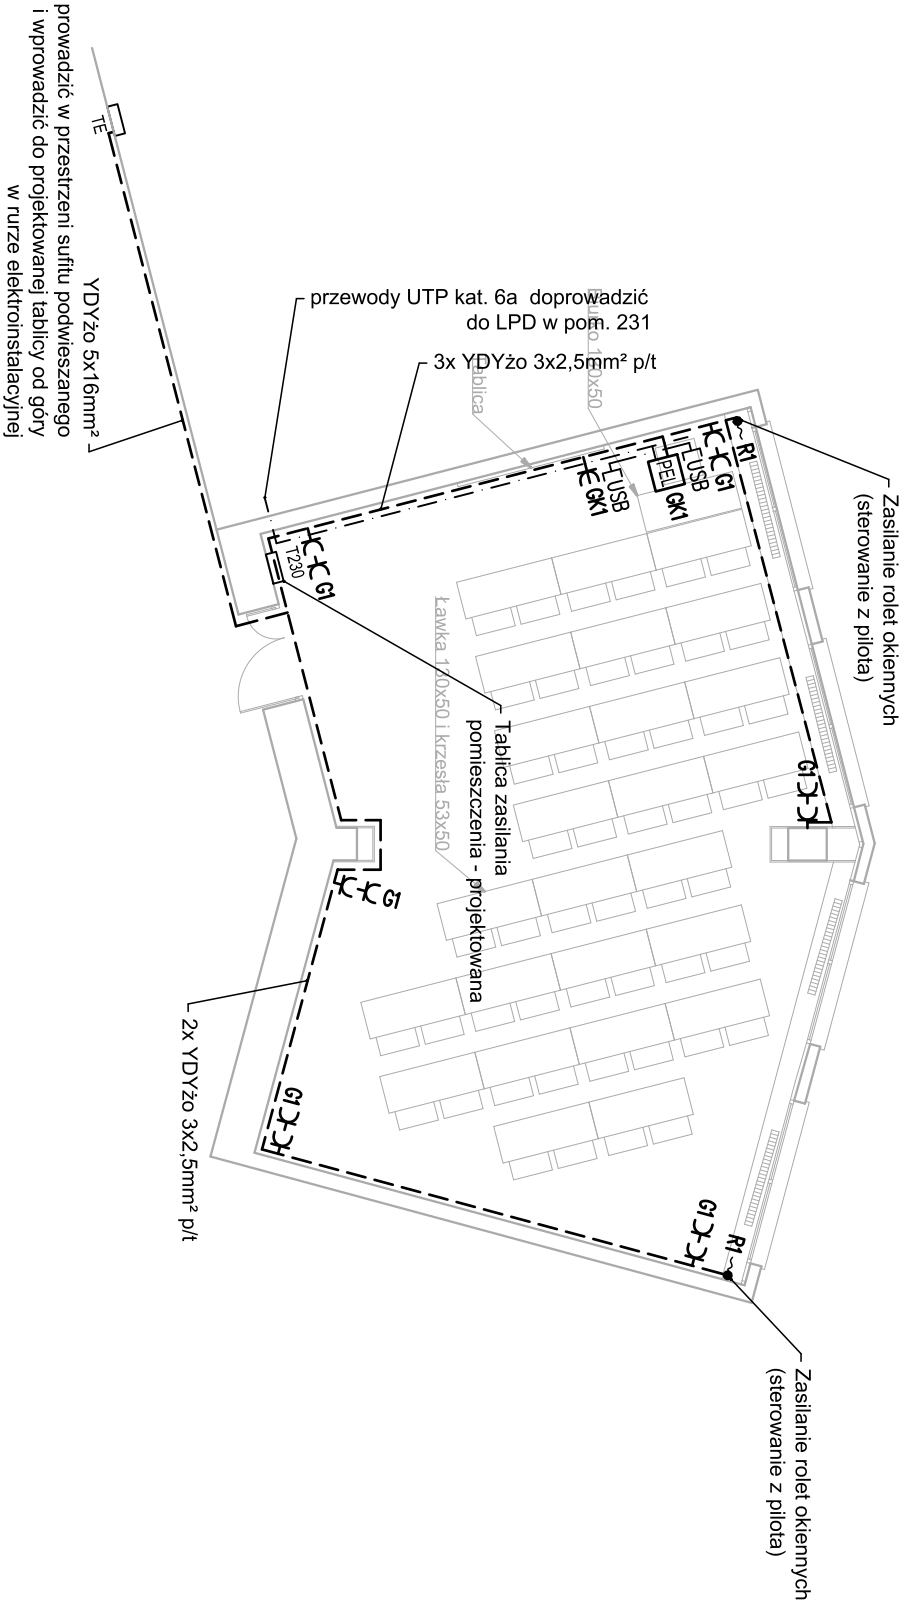 przewody UTP kat. 6a doprowadzić
do LPD w pom. 231
3x YDYżo 3x2,5mm² p/t
Tablica
Zasilanie rolet okiennych
(sterowanie z pilota)
R1
G1
USB
PEL
GK1
USB
GK1
G1
T230
TE
YDYżo 5x16mm²
prowadzić w przestrzeni sufitu podwieszanego
i wprowadzić do projektowanej tablicy od góry
w rurze elektroinstalacyjnej
Tablica zasilania
pomieszczenia - projektowana
Ławka 130x50 i krzesła 53x50
G1
G1
2x YDYżo 3x2,5mm² p/t
G1
G1
R1
Zasilanie rolet okiennych
(sterowanie z pilota)